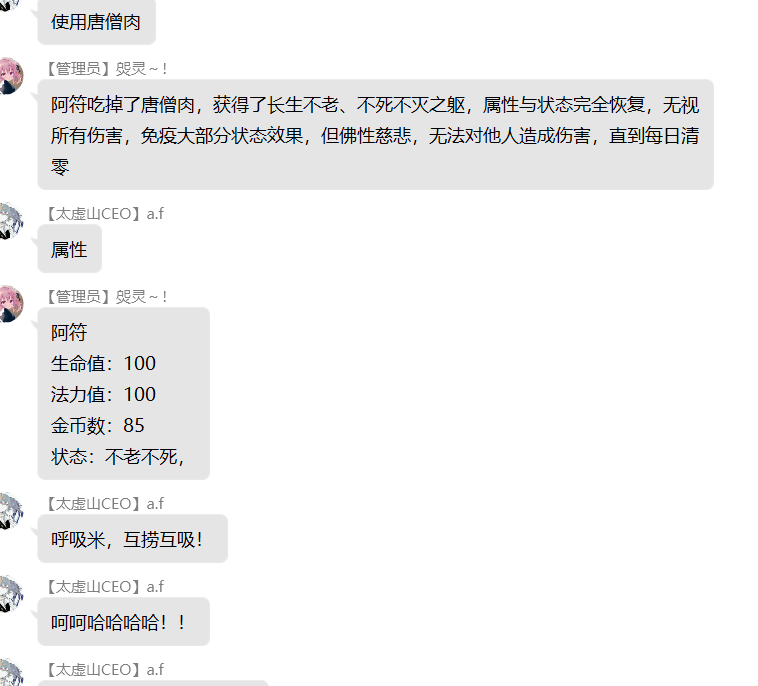 使用唐僧肉
【管理员】煋灵~！
阿符吃掉了唐僧肉，获得了长生不老、不死不灭之躯，属性与状态完全恢复，无视
所有伤害，免疫大部分状态效果，但佛性慈悲，无法对他人造成伤害，直到每日清
零
【太虚山CEO】a.f
属性
【管理员】灵~！
阿符
生命值：100
法力值：100
金币数：85
状态：不老不死，
【太虚山CEO】a.f
呼吸米，互捞互吸！
【太虚山CEO】a.f
呵呵哈哈哈哈！！
【太虚山CEO】a.f